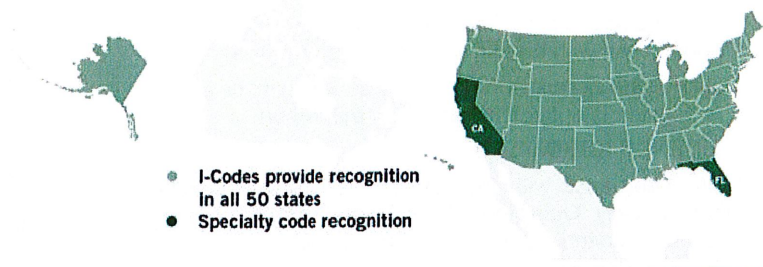 CA
FL
I-Codes provide recognition
In all 50 states
Specialty code recognition